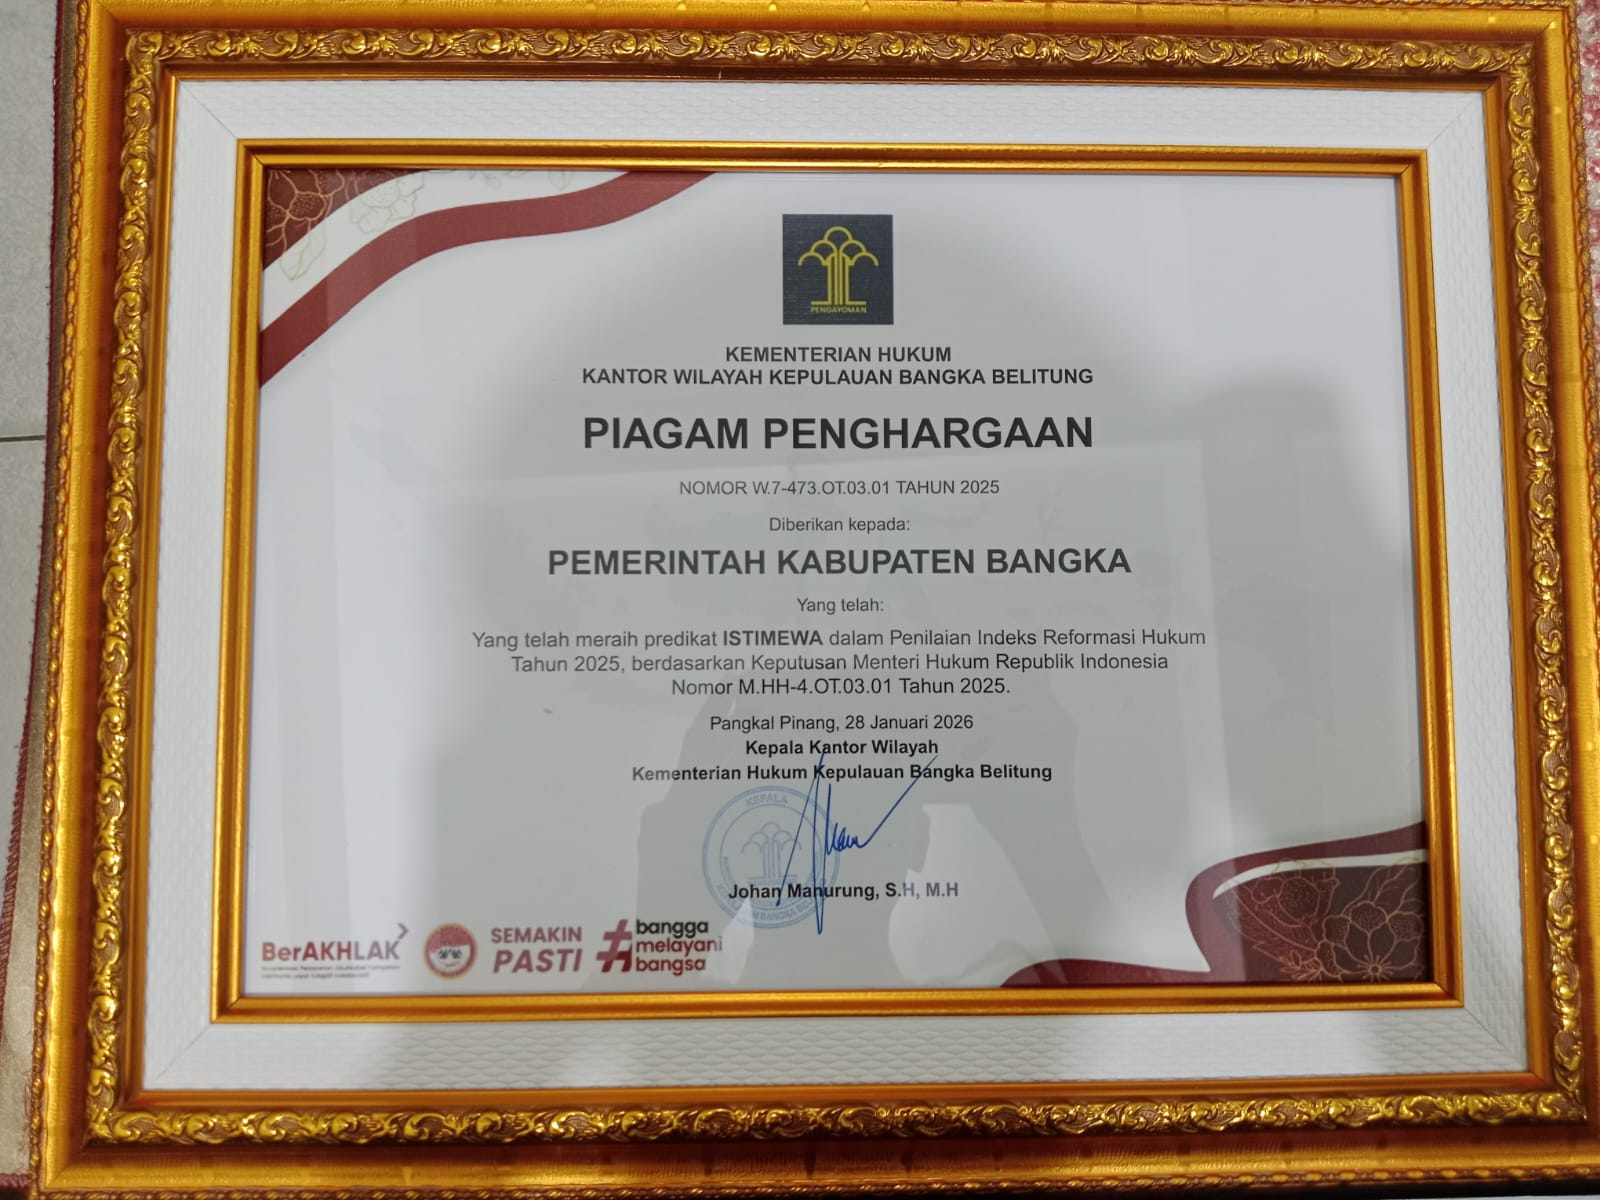 PENGAYOMAN
KEMENTERIAN HUKUM
KANTOR WILAYAH KEPULAUAN BANGKA BELITUNG
PIAGAM PENGHARGAAN
NOMOR W.7-473.OT.03.01 TAHUN 2025
Diberikan kepada:
PEMERINTAH KABUPATEN BANGKA
Yang telah:
Yang telah meraih predikat ISTIMEWA dalam Penilaian Indeks Reformasi Hukum
Tahun 2025, berdasarkan Keputusan Menteri Hukum Republik Indonesia
Nomor M.HH-4.OT.03.01 Tahun 2025.
Pangkal Pinang, 28 Januari 2026
Kepala Kantor Wilayah
Kementerian Hukum Kepulauan Bangka Belitung
KEPALA
Johan Manurung, S.H, M.H
BerAKHLAK
SEMAKIN
PASTI
#bangga
melayani
bangsa